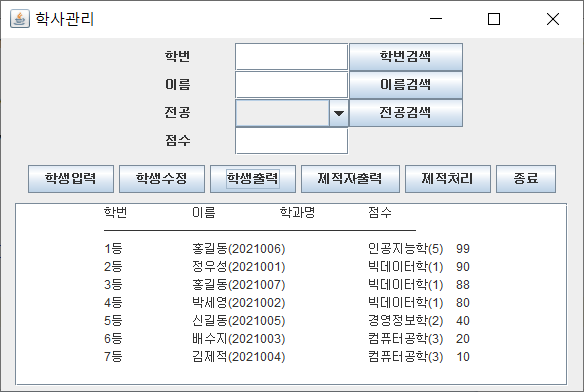 학사관리
학번 학번검색
이름 이름검색
전공 전공검색
점수
학생입력 학생수정 학생출력 제적자출력 제적처리 종료
학번 이름 학과명 점수
1등 홍길동(2021006) 인공지능학(5) 99
2등 정우성(2021001) 빅데이터학(1) 90
3등 홍길동(2021007) 빅데이터학(1) 88
4등 박세영(2021002) 빅데이터학(1) 80
5등 신길동(2021005) 경영정보학(2) 40
6등 배수지(2021003) 컴퓨터공학(3) 20
7등 김제적(2021004) 컴퓨터공학(3) 10